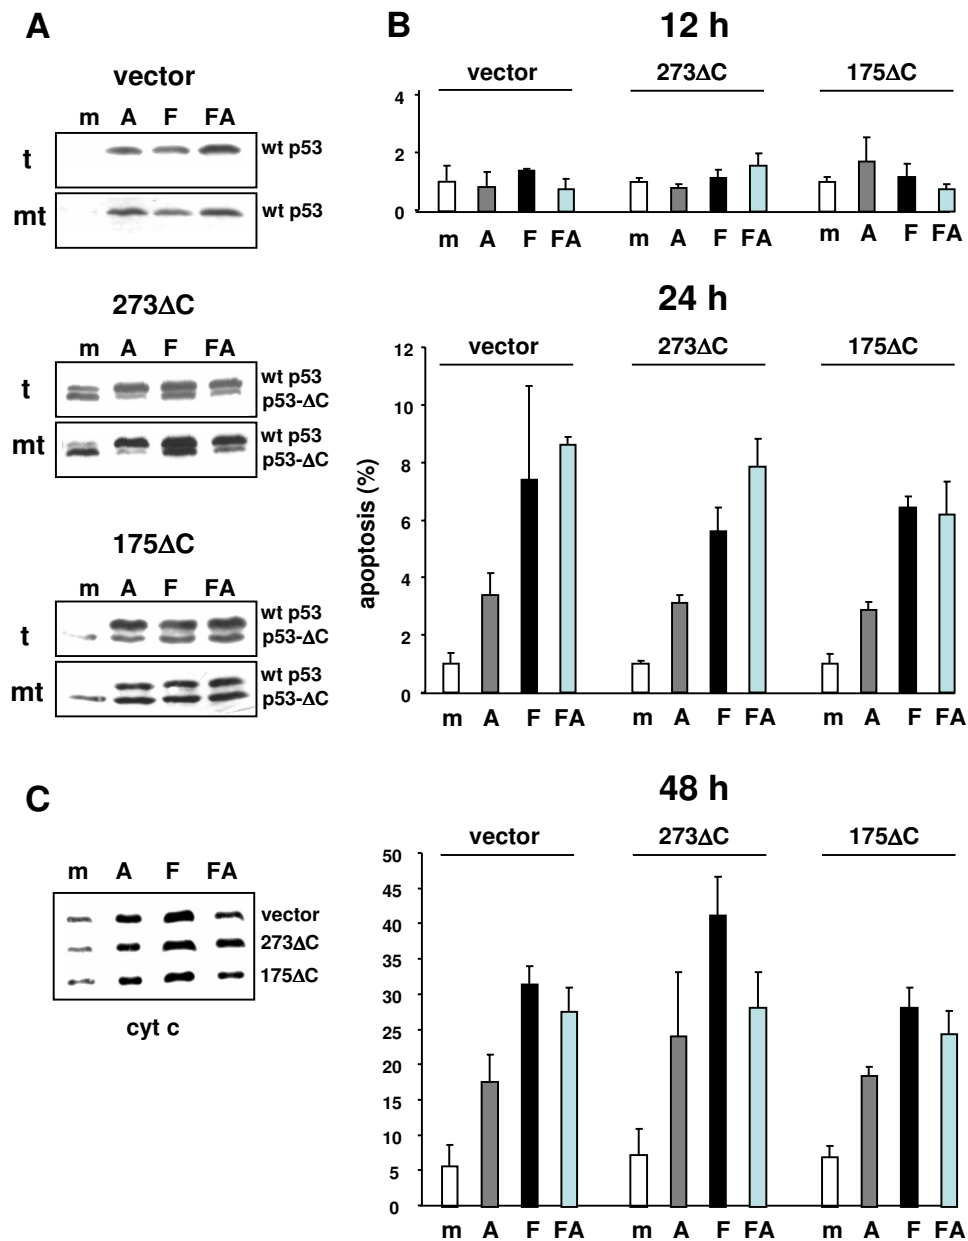 A
vector
m A F FA
t
wt p53
mt
wt p53
273ΔC
m A F FA
t
wt p53
p53-ΔC
mt
wt p53
p53-ΔC
175ΔC
m A F FA
t
wt p53
p53-ΔC
mt
wt p53
p53-ΔC
B
12 h
vector 273ΔC 175ΔC
4
2
0
m A F FA m A F FA m A F FA
24 h
vector 273ΔC 175ΔC
12
10
8
6
4
2
0
apoptosis (%)
m A F FA m A F FA m A F FA
C
m A F FA
vector
273ΔC
175ΔC
cyt c
48 h
vector 273ΔC 175ΔC
50
45
40
35
30
25
20
15
10
5
0
m A F FA m A F FA m A F FA